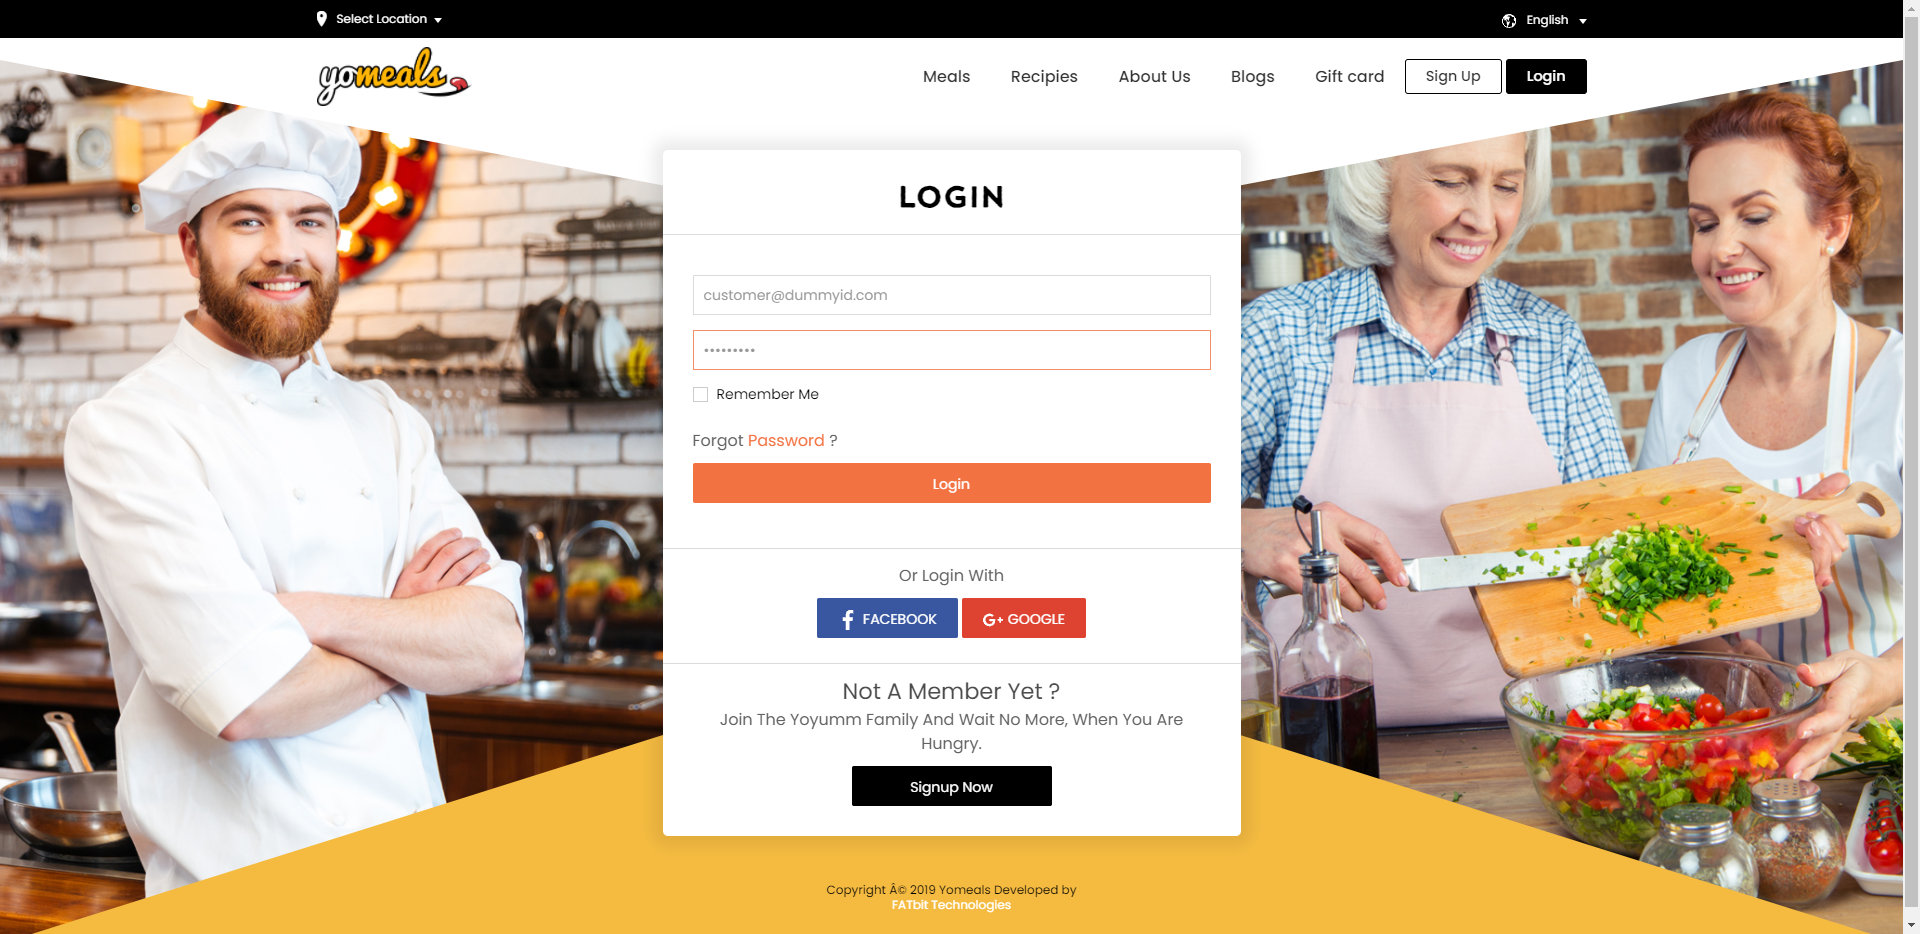 Select Location
English
yomeals
Meals
Recipies
About Us
Blogs
Gift card
Sign Up
Login
LOGIN
customer@dummyid.com
•••••••••
Remember Me
Forgot Password ?
Login
Or Login With
FACEBOOK
G+ GOOGLE
Not A Member Yet ?
Join The Yoyumm Family And Wait No More, When You Are
Hungry.
Signup Now
Copyright Â© 2019 Yomeals Developed by
FATbit Technologies